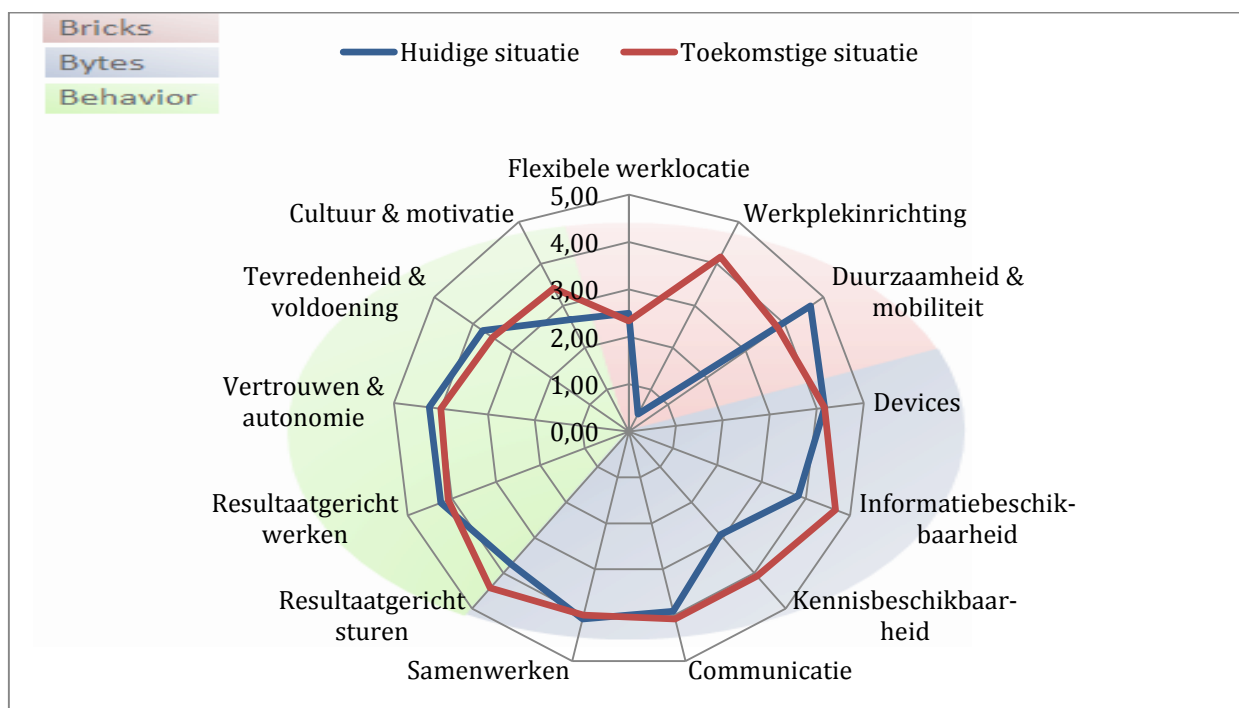 Bricks
Bytes
Behavior
Huidige situatie
Toekomstige situatie
Flexibele werklocatie
5,00
4,00
3,00
2,00
1,00
0,00
Werkplekinrichting
Duurzaamheid &
mobiliteit
Devices
Informatiebeschik-
baarheid
Kennisbeschikbaar-
heid
Communicatie
Samenwerken
Resultaatgericht
sturen
Resultaatgericht
werken
Vertrouwen &
autonomie
Tevredenheid &
voldoening
Cultuur & motivatie